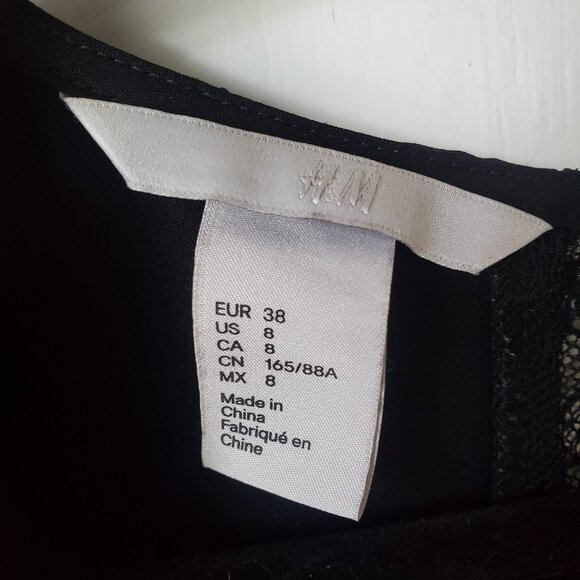 H&M
EUR 38
US 8
CA 8
CN 165/88A
MX 8
Made in
China
Fabriqué en
Chine